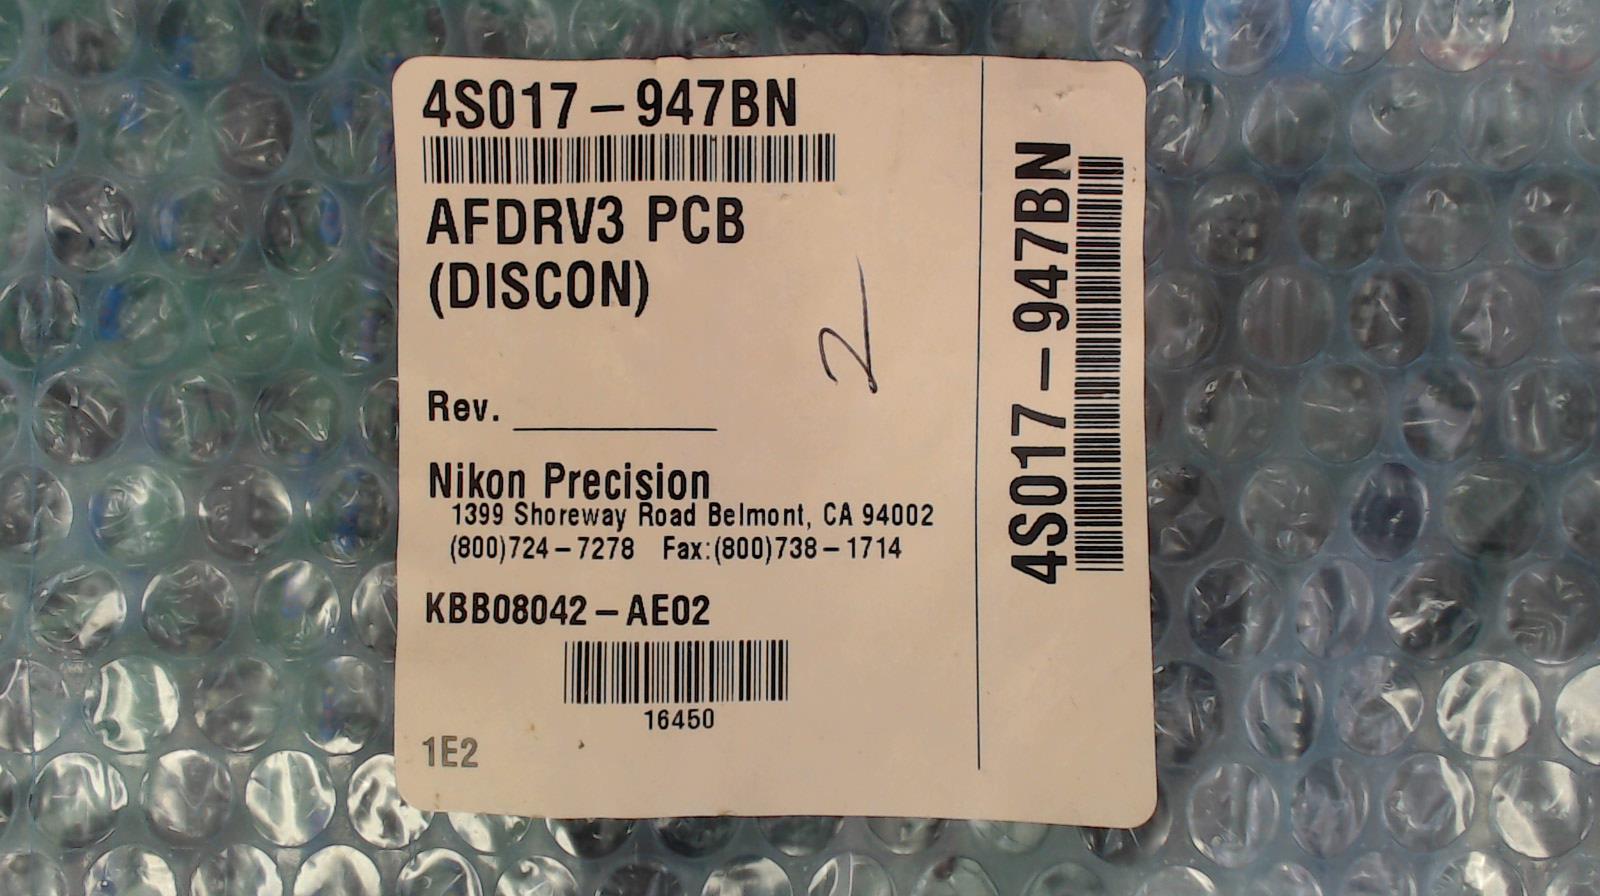 4S017-947BN
AFDRV3 PCB
(DISCON)
2
Rev.
Nikon Precision
1399 Shoreway Road Belmont, CA 94002
(800)724-7278 Fax:(800)738-1714
KBB08042-AE02
16450
1E2
4S017-947BN